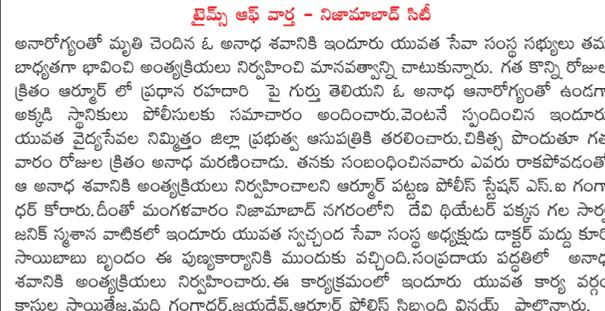 టైమ్స్ ఆఫ్ వార్త - నిజామాబాద్ సిటీ
అనారోగ్యంతో మృతి చెందిన ఓ అనాధ శవానికి ఇందూరు యువత సేవా సంస్థ సభ్యులు తమ
బాధ్యతగా భావించి అంత్యక్రియలు నిర్వహించి మానవత్వాన్ని చాటుకున్నారు. గత కొన్ని రోజుల
క్రితం ఆర్మూర్ లో ప్రధాన రహదారి పై గుర్తు తెలియని ఓ అనాధ ఆనారోగ్యంతో ఉండగా
అక్కడి స్థానికులు పోలీసులకు సమాచారం అందించారు.వెంటనే స్పందించిన ఇందూరు
యువత వైద్యసేవల నిమ్మిత్తం జిల్లా ప్రభుత్వ ఆసుపత్రికి తరలించారు.చికిత్స పొందుతూ గత
వారం రోజుల క్రితం అనాధ మరణించాడు. తనకు సంబంధించినవారు ఎవరు రాకపోవడంతో
ఆ అనాధ శవానికి అంత్యక్రియలు నిర్వహించాలని ఆర్మూర్ పట్టణ పోలీస్ స్టేషన్ ఎస్.ఐ గంగా
ధర్ కోరారు.దీంతో మంగళవారం నిజామాబాద్ నగరంలోని దేవి థియేటర్ పక్కన గల సార్వ
జనిక్ స్మశాన వాటికలో ఇందూరు యువత స్వచ్చంద సేవా సంస్థ అధ్యక్షుడు డాక్టర్ మద్దు కూరి
సాయిబాబు బృందం ఈ పుణ్యకార్యానికి ముందుకు వచ్చింది.సంప్రదాయ పద్ధతిలో అనాధ
శవానికి అంత్యక్రియలు నిర్వహించారు.ఈ కార్యక్రమంలో ఇందూరు యువత కార్య వర్గం
కాసుల సాయితేజ,మద్ది గంగాధర్,జయదేవ్,ఆర్మూర్ పోలీస్ సిబ్బంది వినయ్ పాల్గొన్నారు.